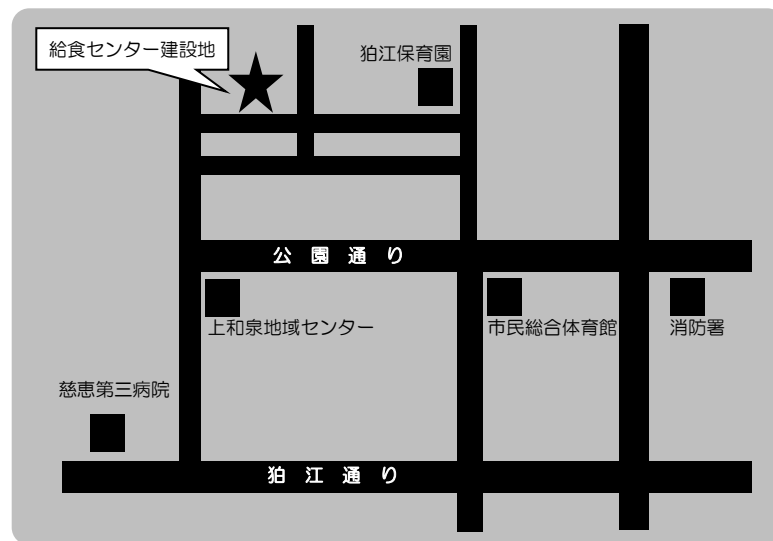 給食センター建設地
狛江保育園
公園通り
上和泉地域センター
市民総合体育館
消防署
慈恵第三病院
狛江通り